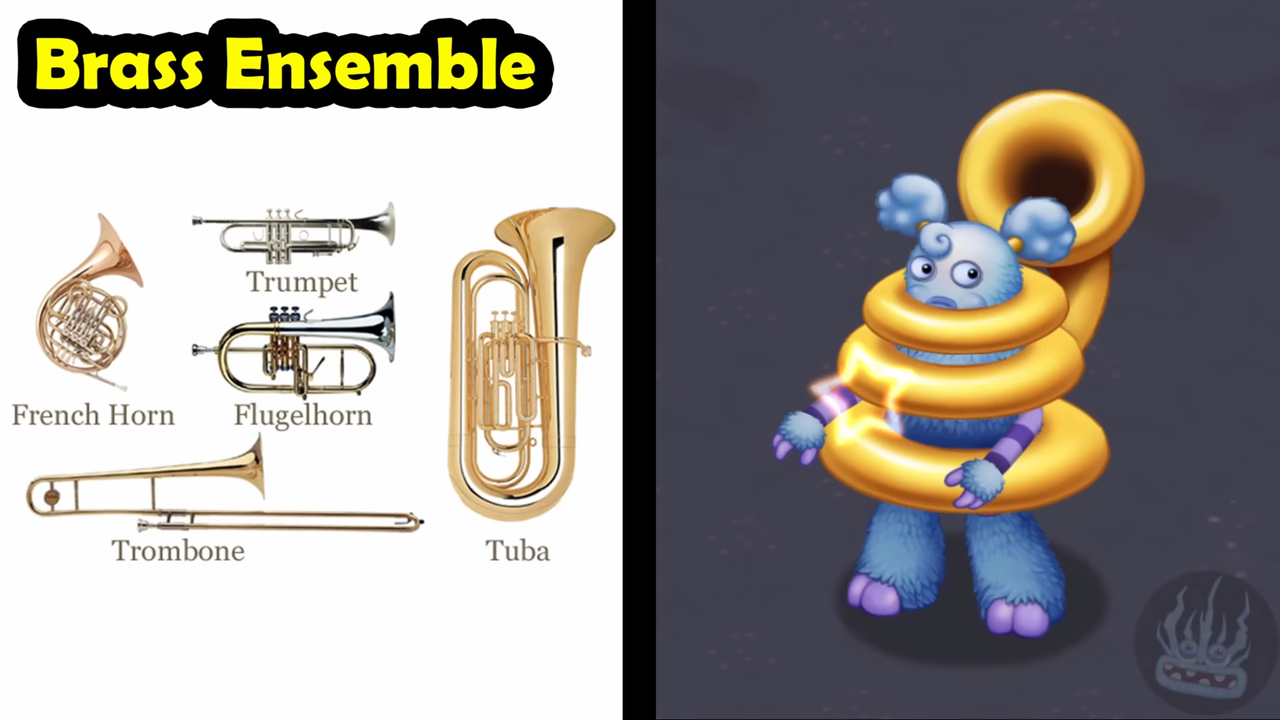 Brass Ensemble
Trumpet
French Horn
Flugelhorn
Trombone
Tuba